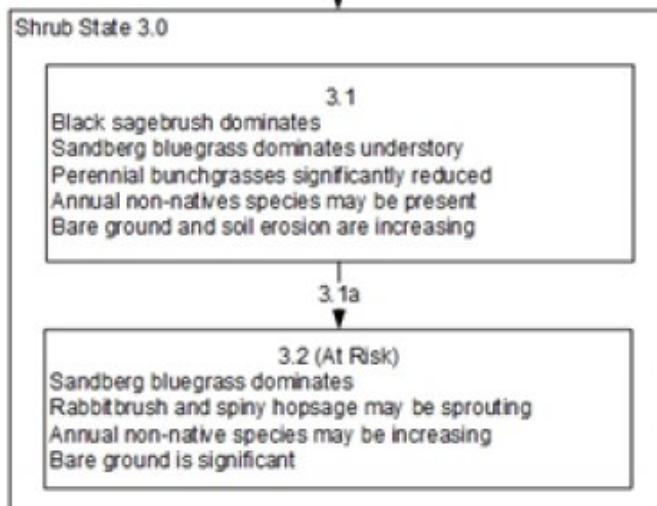 Shrub State 3.0
3.1
Black sagebrush dominates
Sandberg bluegrass dominates understory
Perennial bunchgrasses significantly reduced
Annual non-natives species may be present
Bare ground and soil erosion are increasing
3.1a
3.2 (At Risk)
Sandberg bluegrass dominates
Rabbitbrush and spiny hopsage may be sprouting
Annual non-native species may be increasing
Bare ground is significant